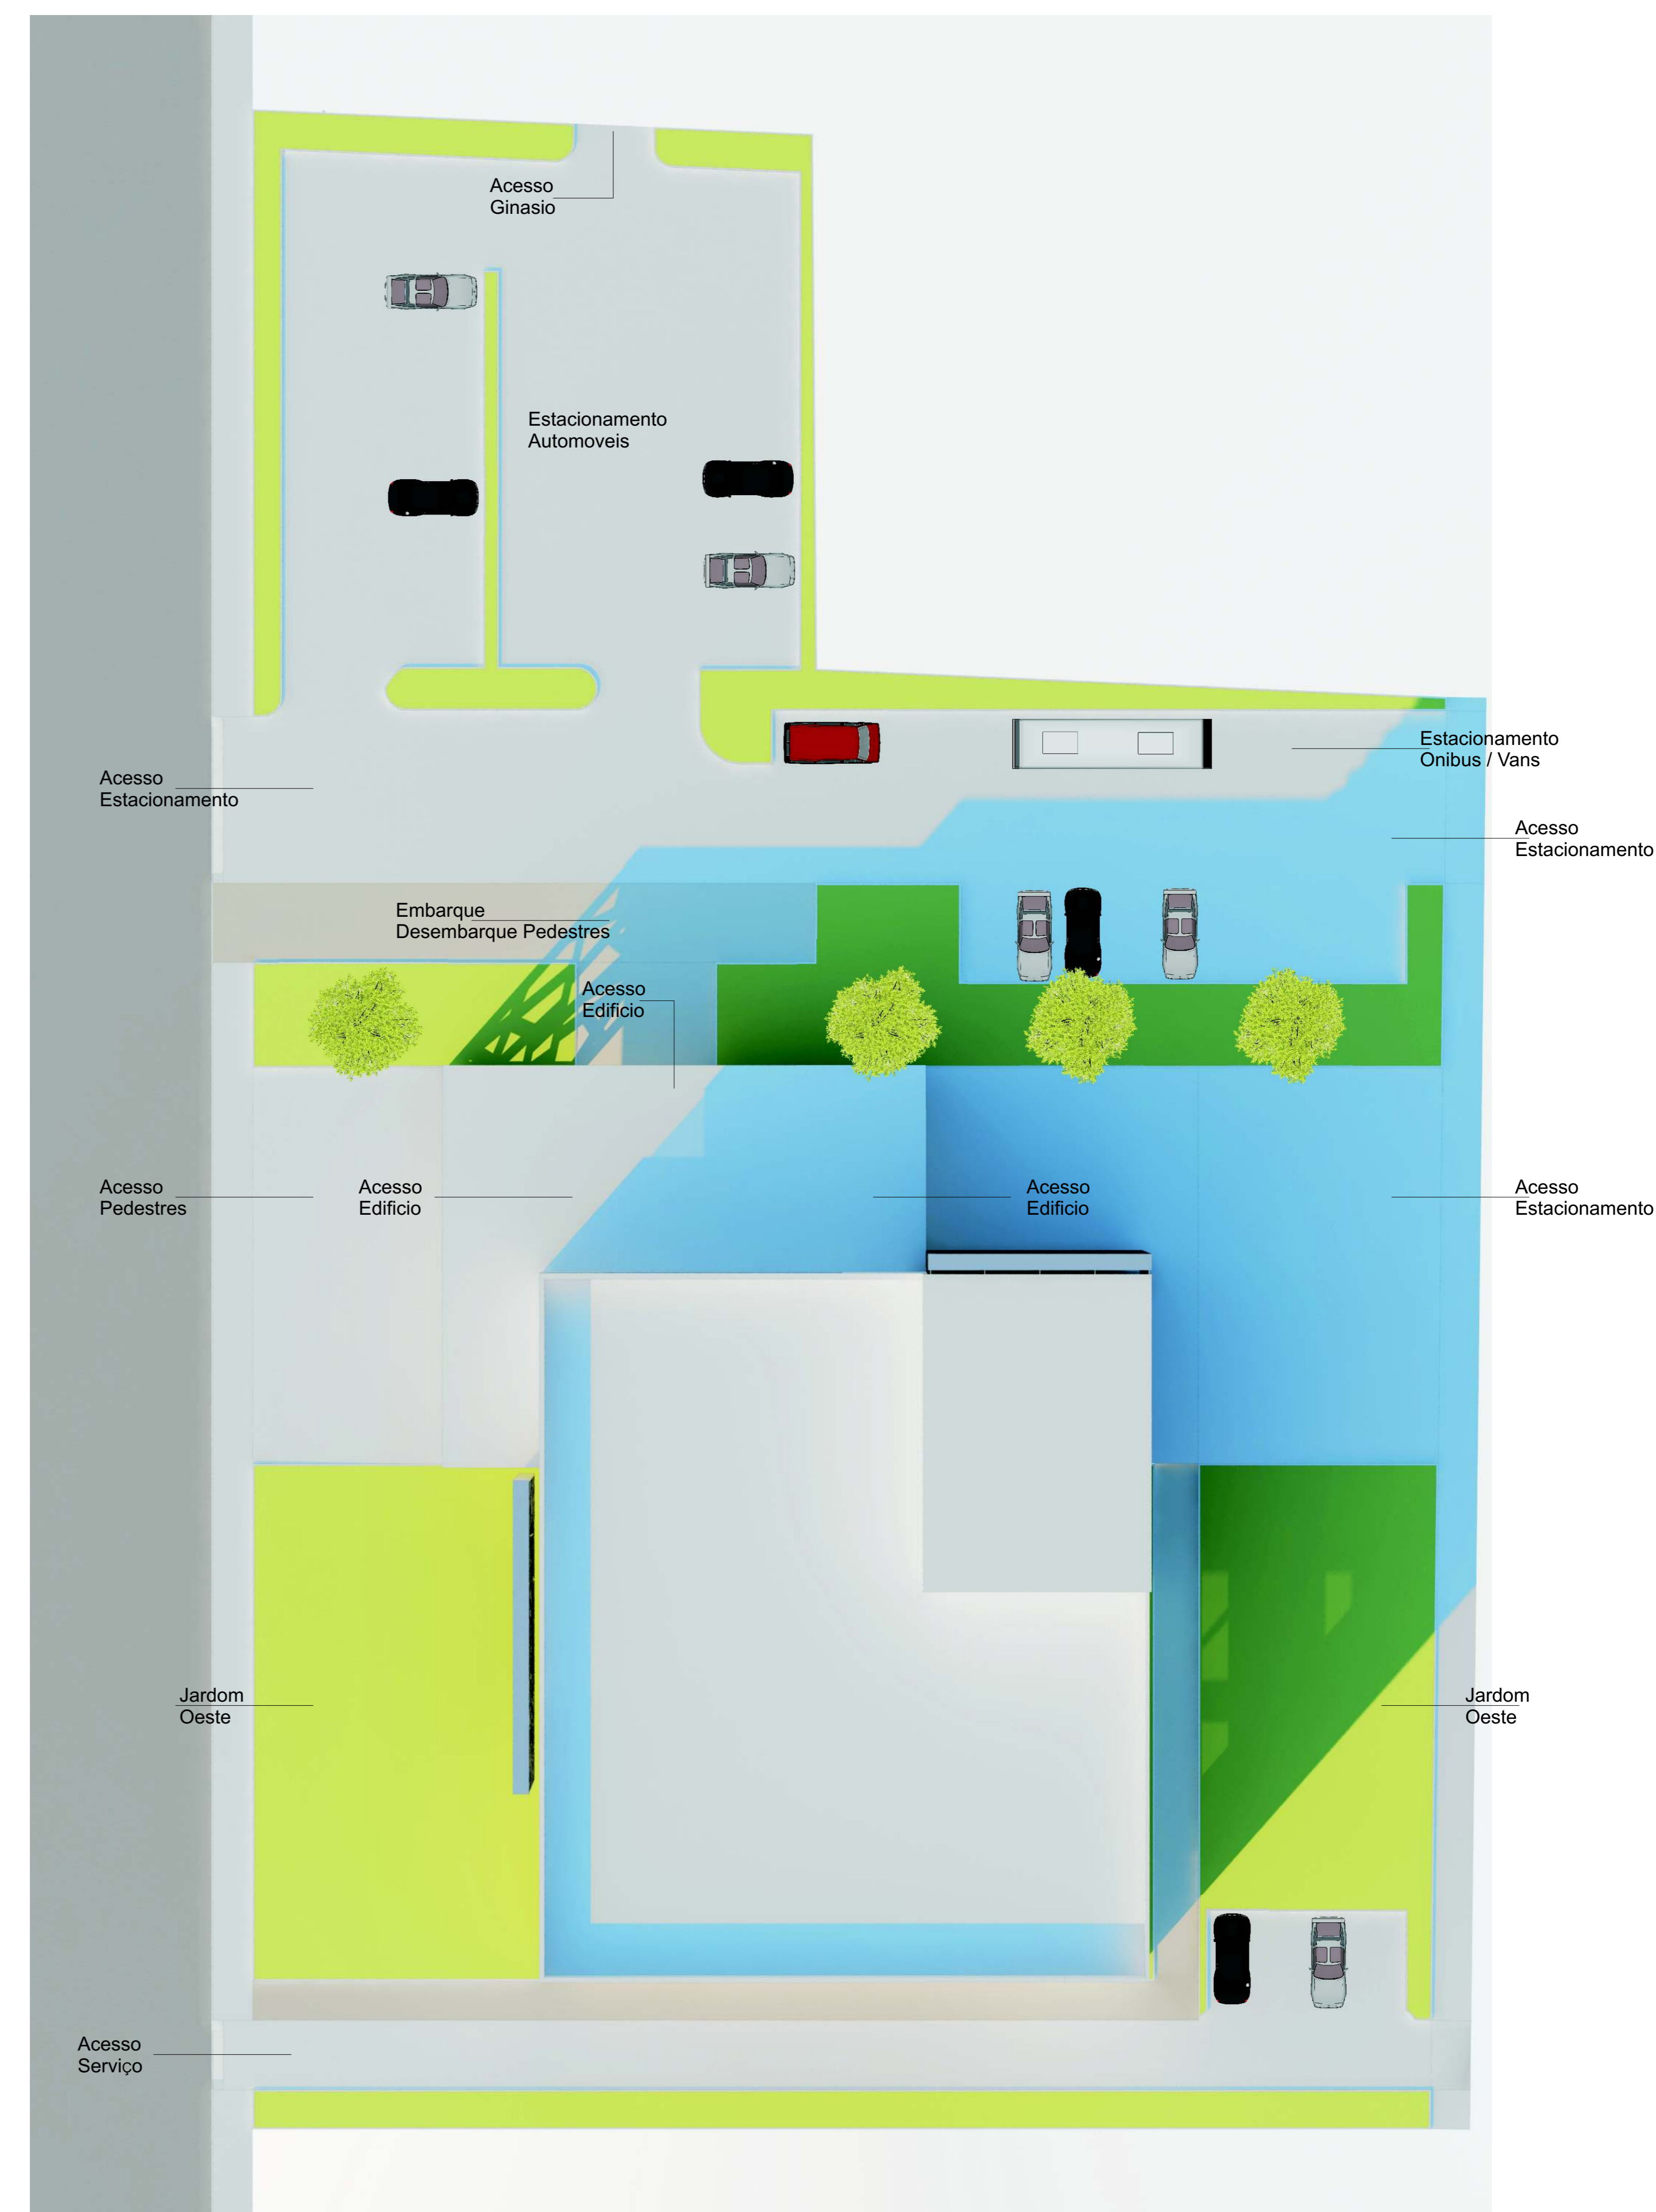 Acesso
Ginasio
Estacionamento
Automoveis
Estacionamento
Onibus / Vans
Acesso
Estacionamento
Acesso
Estacionamento
Embarque
Desembarque Pedestres
Acesso
Edificio
Acesso
Pedestres
Acesso
Edificio
Acesso
Edificio
Acesso
Estacionamento
Jardom
Oeste
Jardom
Oeste
Acesso
Serviço